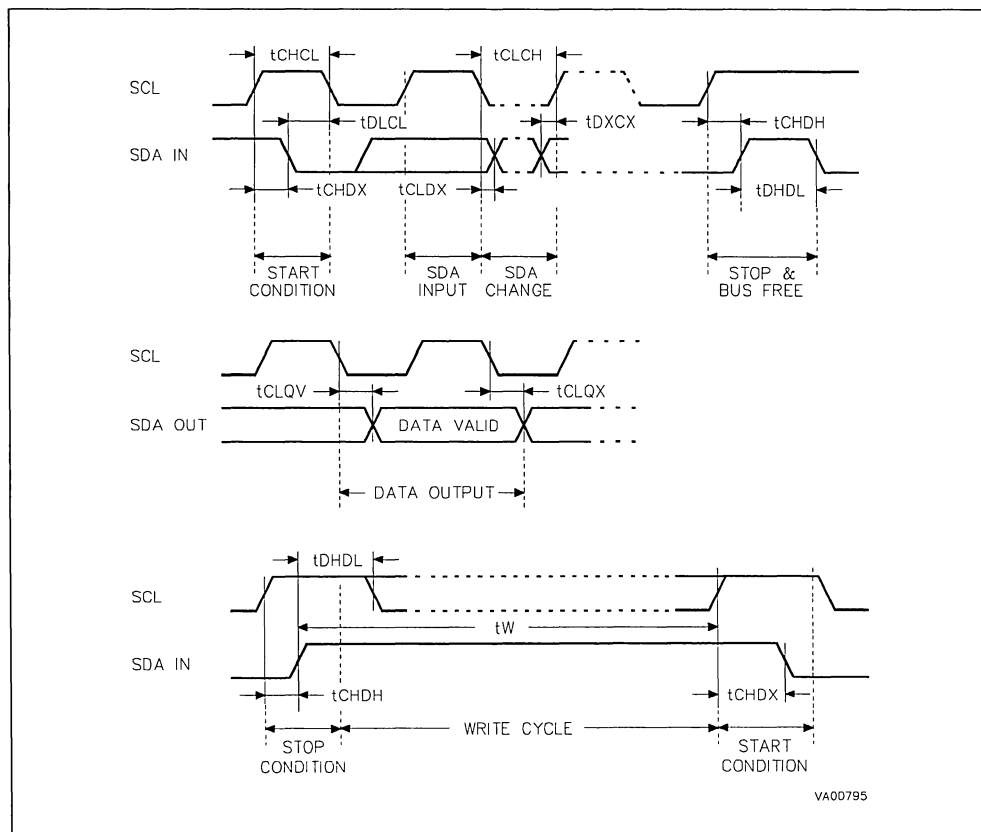 tCHCL
tCLCH
SCL
tDLCL
tDXCX
tCHDH
SDA IN
tCHDX
tCLDX
tDHDL
START
CONDITION
SDA
INPUT
SDA
CHANGE
STOP &
BUS FREE
SCL
tCLQV
tCLQX
SDA OUT
DATA VALID
DATA OUTPUT
tDHDL
SCL
tW
SDA IN
tCHDH
tCHDX
WRITE CYCLE
STOP
CONDITION
START
CONDITION
VA00795